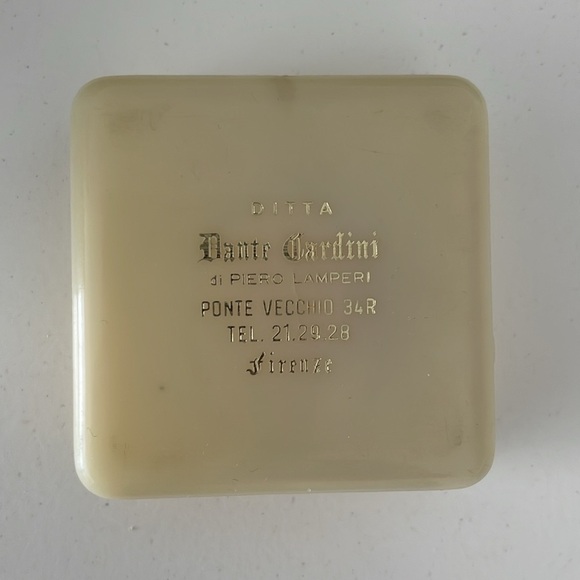 DITTA
Dante Cardini
di PIERO LAMPERI
PONTE VECCHIO 34R
TEL. 21.29.28
Firenze